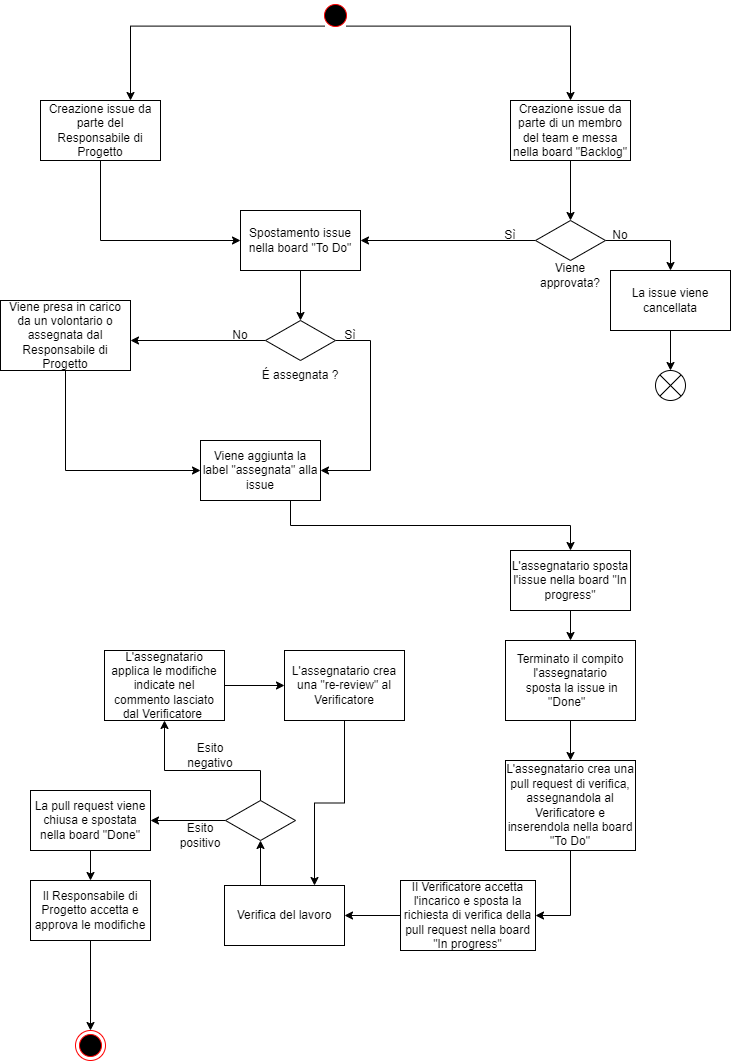 Creazione issue da
parte del
Responsabile di
Progetto
Creazione issue da
parte di un membro
del team e messa
nella board "Backlog"
Spostamento issue
nella board "To Do"
Sì
No
Viene
approvata?
La issue viene
cancellata
Viene presa in carico
da un volontario o
assegnata dal
Responsabile di
Progetto
No
Sì
É assegnata ?
Viene aggiunta la
label "assegnata" alla
issue
L'assegnatario sposta
l'issue nella board "In
progress"
Terminato il compito
l'assegnatario
sposta la issue in
"Done"
L'assegnatario crea una
pull request di verifica,
assegnandola al
Verificatore e
inserendola nella board
"To Do"
Il Verificatore accetta
l'incarico e sposta la
richiesta di verifica della
pull request nella board
"In progress"
Verifica del lavoro
Esito
negativo
L'assegnatario
applica le modifiche
indicate nel
commento lasciato
dal Verificatore
L'assegnatario crea
una "re-review" al
Verificatore
Esito
positivo
La pull request viene
chiusa e spostata
nella board "Done"
Il Responsabile di
Progetto accetta e
approva le modifiche